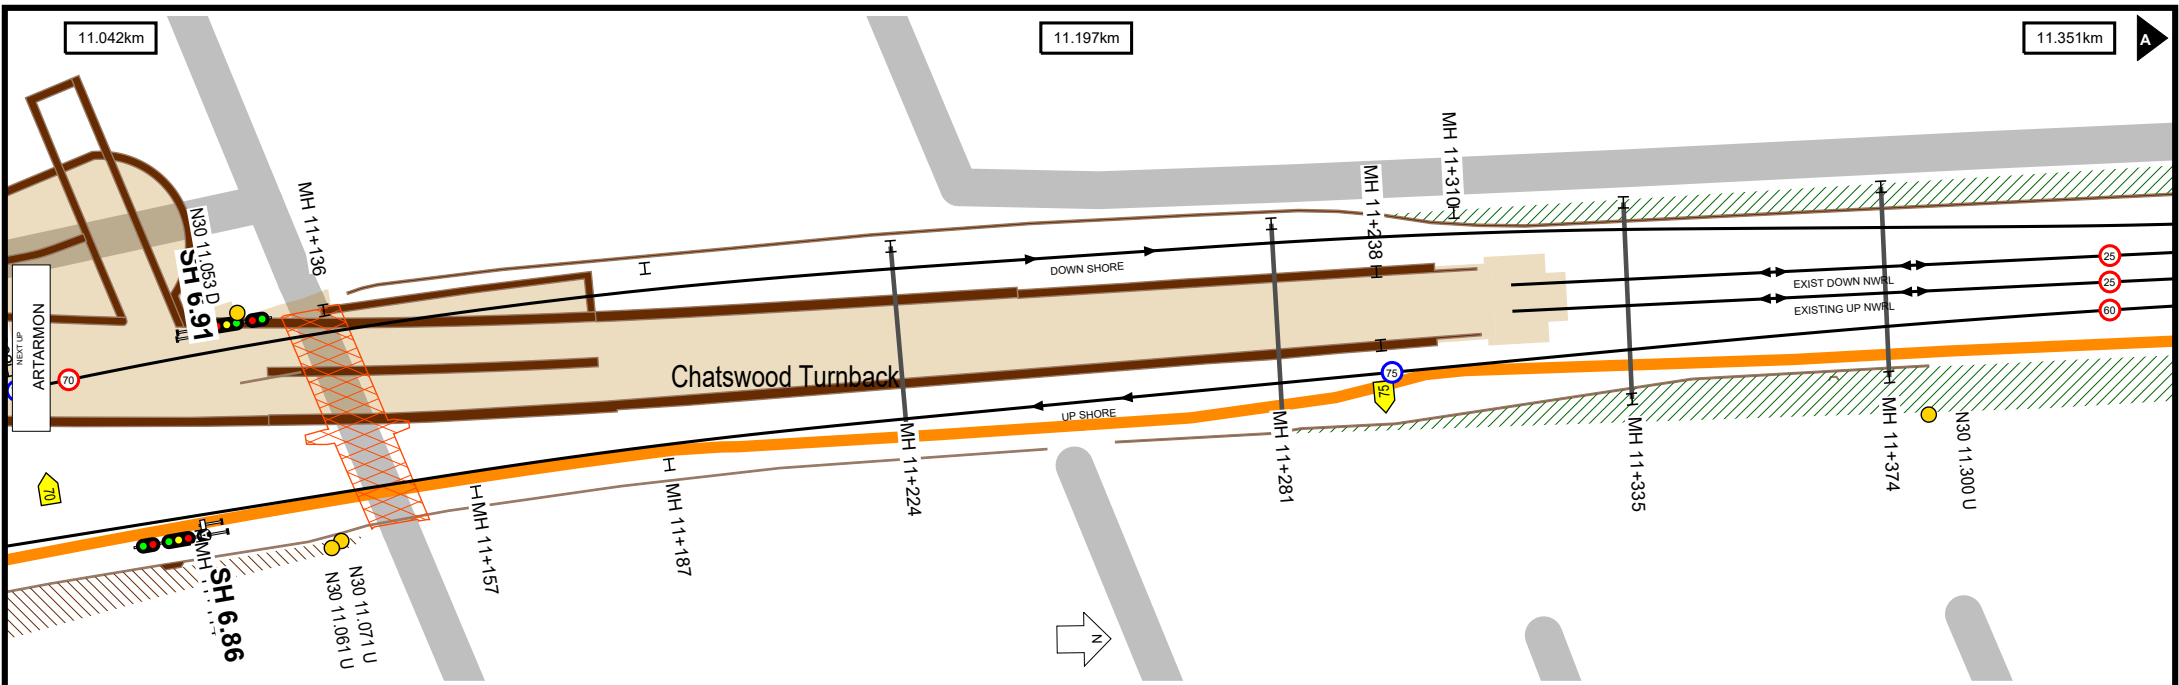 11.042km
11.197km
11.351km
A
MH 11+310
MH 11+238
MH 11+136
N30 11.053 D
SH 6.91
DOWN SHORE
EXIST DOWN NWRL
EXISTING UP NWRL
25
25
60
NEXT UP
ARTARMON
70
Chatswood Turnback
75
75
UP SHORE
MH 11+224
MH 11+281
MH 11+335
MH 11+374
N30 11.300 U
70
MH 11+157
MH 11+187
MH
SH 6.86
N30 11.071 U
N30 11.061 U
N